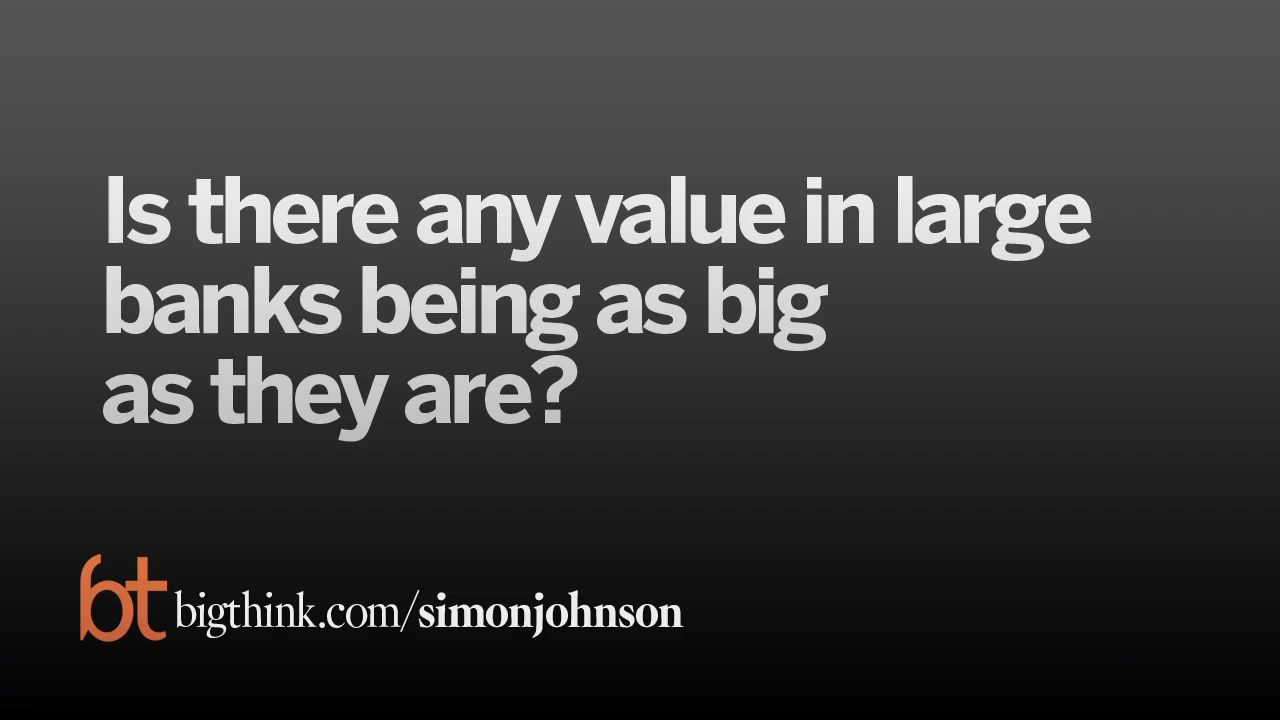 Is there any value in large
banks being as big
as they are?
bt bigthink.com/simonjohnson